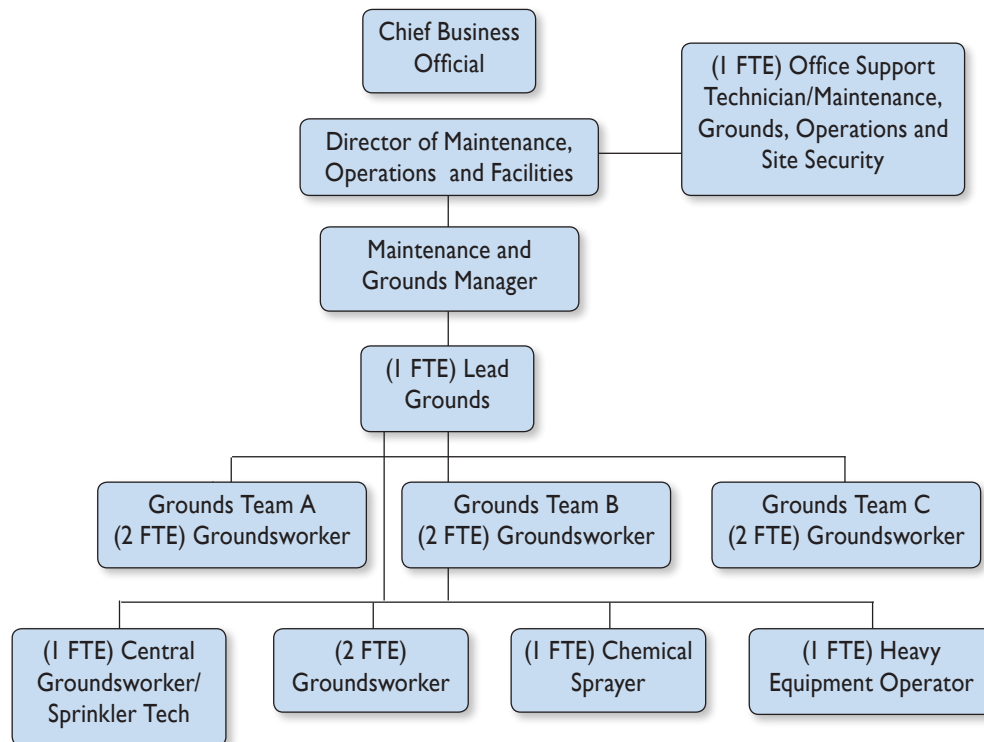 Chief Business
Official
(1 FTE) Office Support
Technician/Maintenance,
Grounds, Operations and
Site Security
Director of Maintenance,
Operations and Facilities
Maintenance and
Grounds Manager
(1 FTE) Lead
Grounds
Grounds Team A
(2 FTE) Groundsworker
Grounds Team B
(2 FTE) Groundsworker
Grounds Team C
(2 FTE) Groundsworker
(1 FTE) Central
Groundsworker/
Sprinkler Tech
(2 FTE)
Groundsworker
(1 FTE) Chemical
Sprayer
(1 FTE) Heavy
Equipment Operator